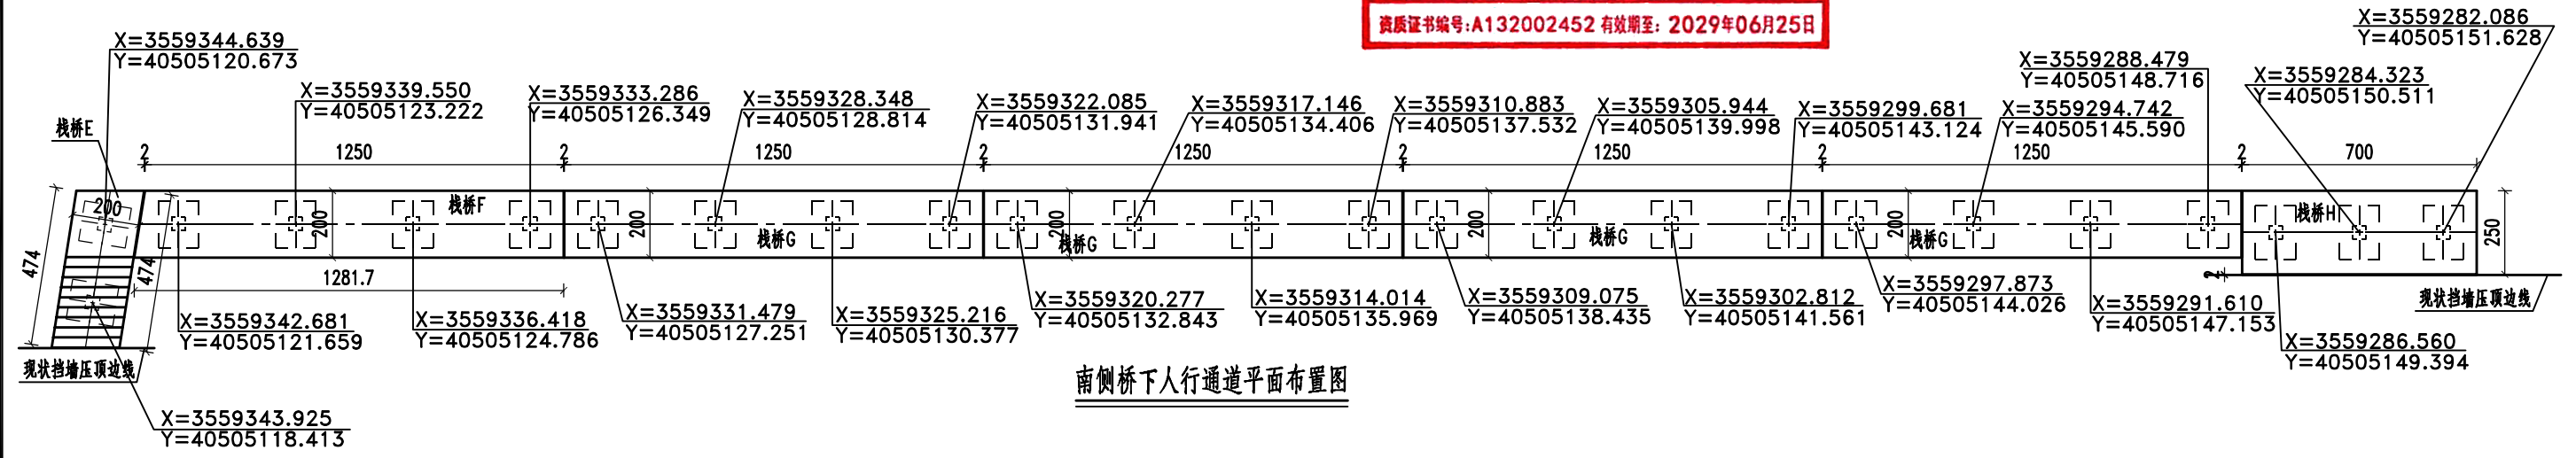 资质证书编号:A132002452 有效期至: 2029年06月25日
X=3559344.639
Y=40505120.673
X=3559339.550
Y=40505123.222
X=3559333.286
Y=40505126.349
X=3559328.348
Y=40505128.814
X=3559322.085
Y=40505131.941
X=3559317.146
Y=40505134.406
X=3559310.883
Y=40505137.532
X=3559305.944
Y=40505139.998
X=3559299.681
Y=40505143.124
X=3559294.742
Y=40505145.590
X=3559288.479
Y=40505148.716
X=3559284.323
Y=40505150.511
X=3559282.086
Y=40505151.628
栈桥E
2
1250
2
1250
2
1250
2
1250
2
1250
2
700
200
栈桥F
200
200
栈桥G
200
栈桥G
200
栈桥G
200
栈桥G
栈桥H
250
474
474
1281.7
2
现状挡墙压顶边线
现状挡墙压顶边线
X=3559342.681
Y=40505121.659
X=3559336.418
Y=40505124.786
X=3559331.479
Y=40505127.251
X=3559325.216
Y=40505130.377
X=3559320.277
Y=40505132.843
X=3559314.014
Y=40505135.969
X=3559309.075
Y=40505138.435
X=3559302.812
Y=40505141.561
X=3559297.873
Y=40505144.026
X=3559291.610
Y=40505147.153
X=3559286.560
Y=40505149.394
X=3559343.925
Y=40505118.413
南侧桥下人行通道平面布置图